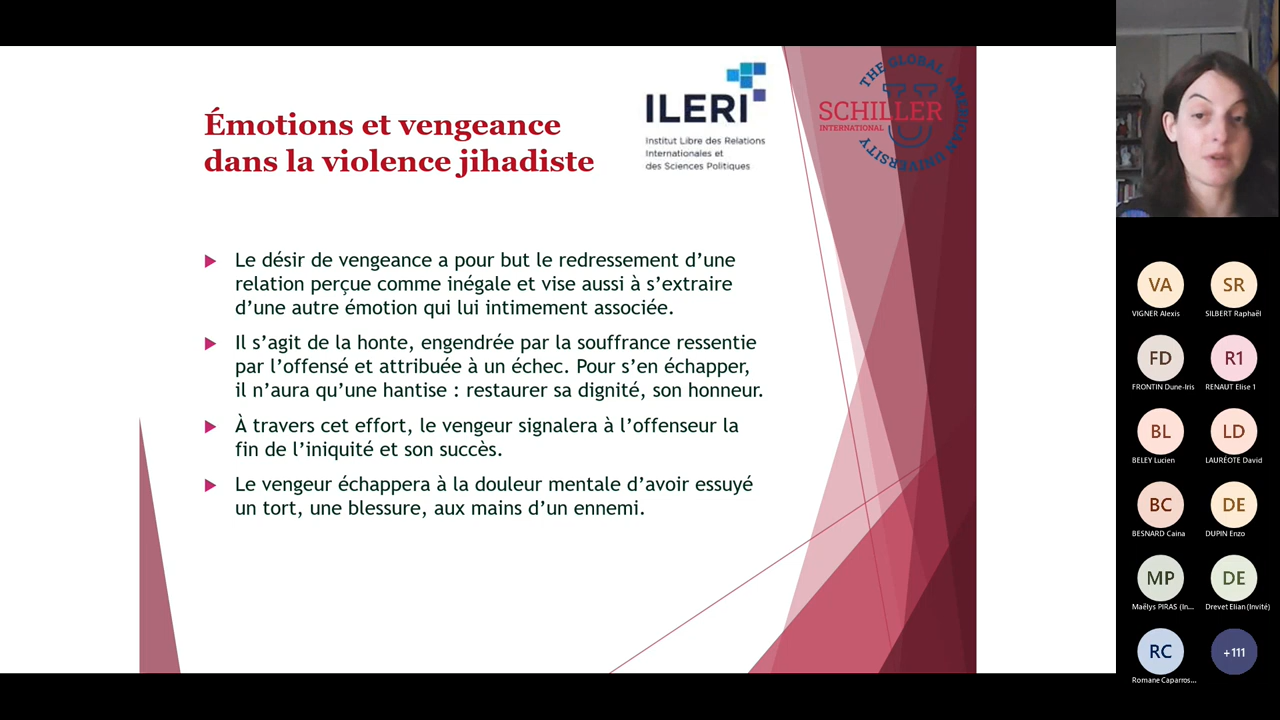 Émotions et vengeance
dans la violence jihadiste
ILERI
Institut Libre des Relations
Internationales et
des Sciences Politiques
THE GLOBAL AMERICAN UNIVERSITY
U
SCHILLER
INTERNATIONAL
Le désir de vengeance a pour but le redressement d’une
relation perçue comme inégale et vise aussi à s’extraire
d’une autre émotion qui lui intimement associée.
Il s’agit de la honte, engendrée par la souffrance ressentie
par l’offensé et attribuée à un échec. Pour s’en échapper,
il n’aura qu’une hantise : restaurer sa dignité, son honneur.
À travers cet effort, le vengeur signalera à l’offenseur la
fin de l’iniquité et son succès.
Le vengeur échappera à la douleur mentale d’avoir essuyé
un tort, une blessure, aux mains d’un ennemi.
VA
VIGNER Alexis
SR
SILBERT Raphaël
FD
FRONTIN Dune-Iris
R1
RENAUT Elise 1
BL
BELEY Lucien
LD
LAURÉOTE David
BC
BESNARD Caina
DE
DUPIN Enzo
MP
Maëlys PIRAS (In...
DE
Drevet Elian (Invité)
RC
Romane Caparros...
+111